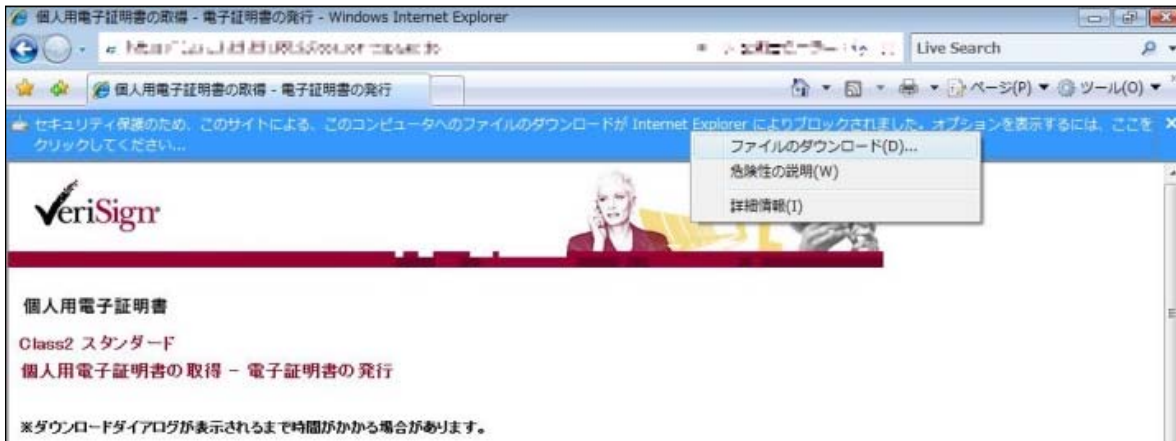 個人用電子証明書の取得 - 電子証明書の発行 - Windows Internet Explorer
Live Search
個人用電子証明書の取得 - 電子証明書の発行
ページ(P)
ツール(O)
セキュリティ保護のため、このサイトによる、このコンピュータへのファイルのダウンロードが Internet Explorer によりブロックされました。オプションを表示するには、ここを
クリックしてください...
ファイルのダウンロード(D)...
危険性の説明(W)
詳細情報(I)
VeriSign
個人用電子証明書
Class2 スタンダード
個人用電子証明書の取得 - 電子証明書の発行
※ダウンロードダイアログが表示されるまで時間がかかる場合があります。